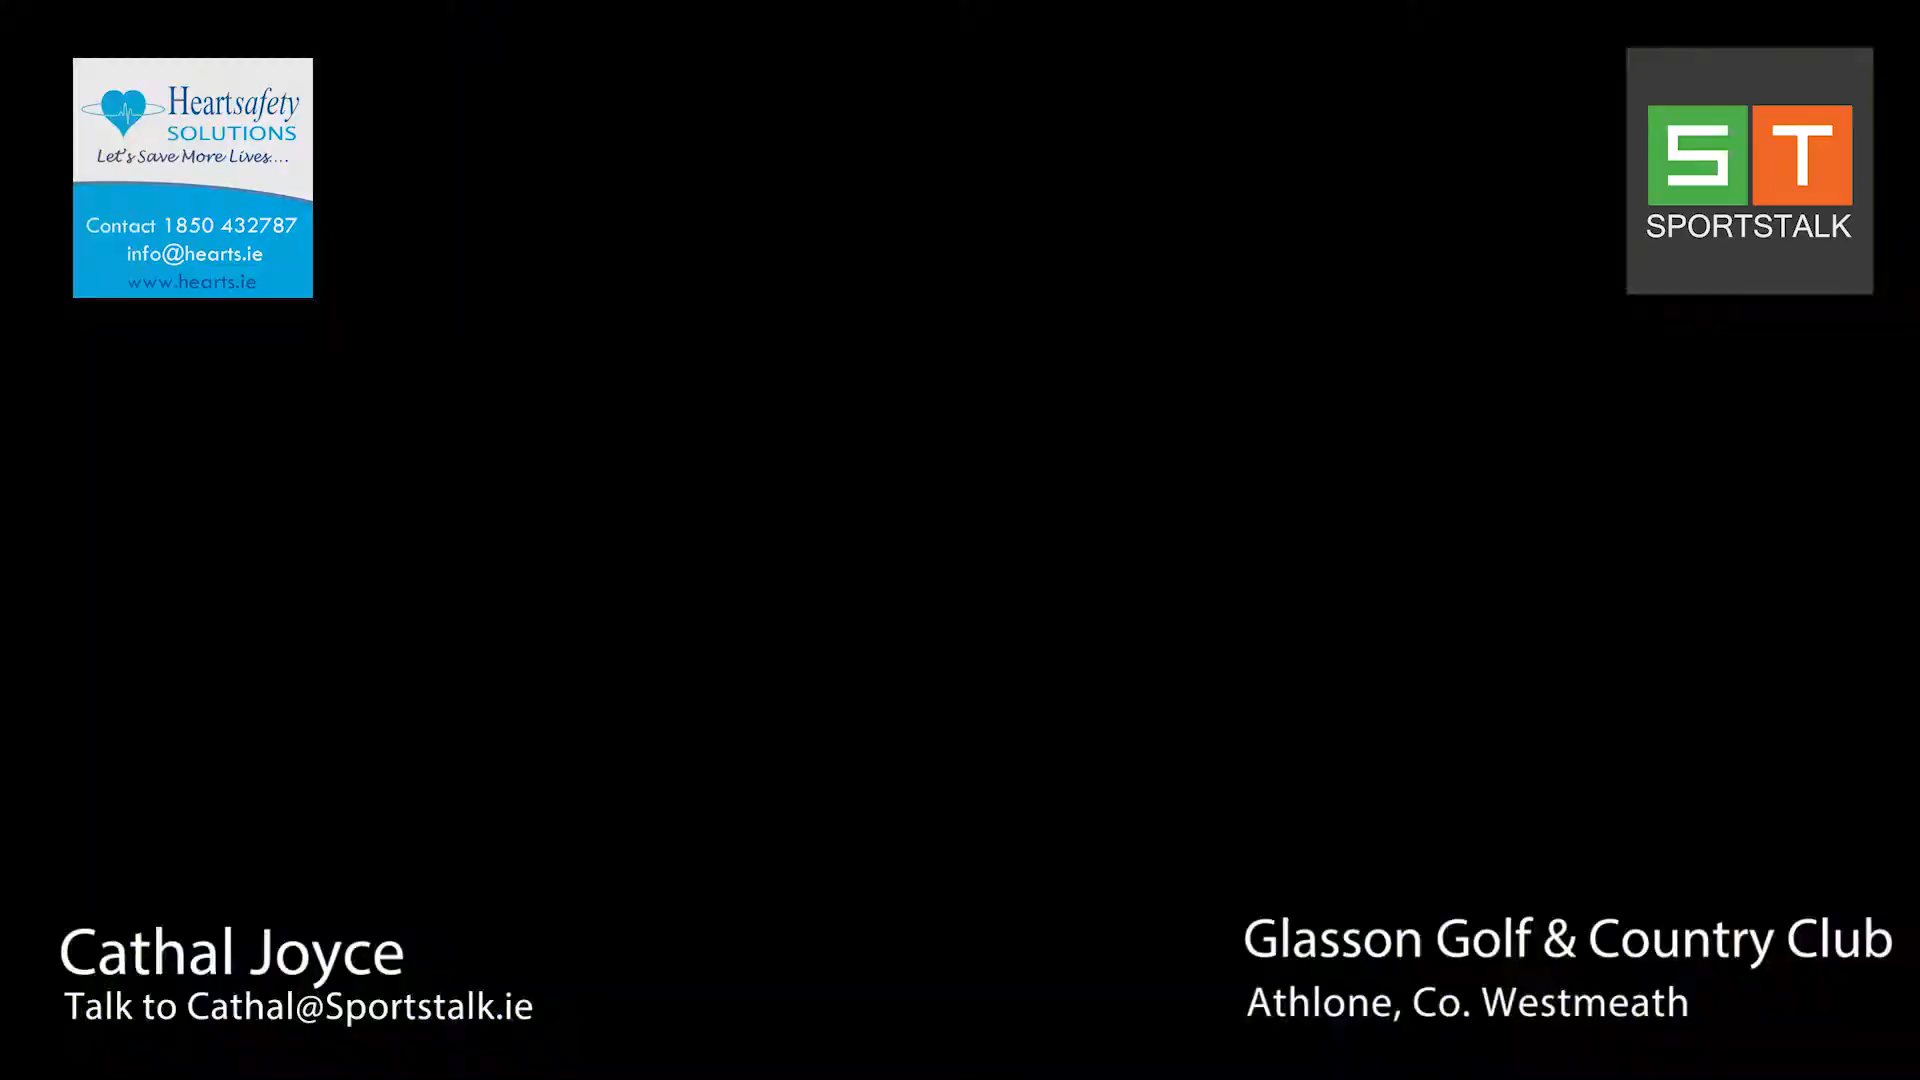 Heartsafety
SOLUTIONS
Let's Save More Lives....
Contact 1850 432787
info@hearts.ie
www.hearts.ie
ST
SPORTSTALK
Cathal Joyce
Talk to Cathal@Sportstalk.ie
Glasson Golf & Country Club
Athlone, Co. Westmeath